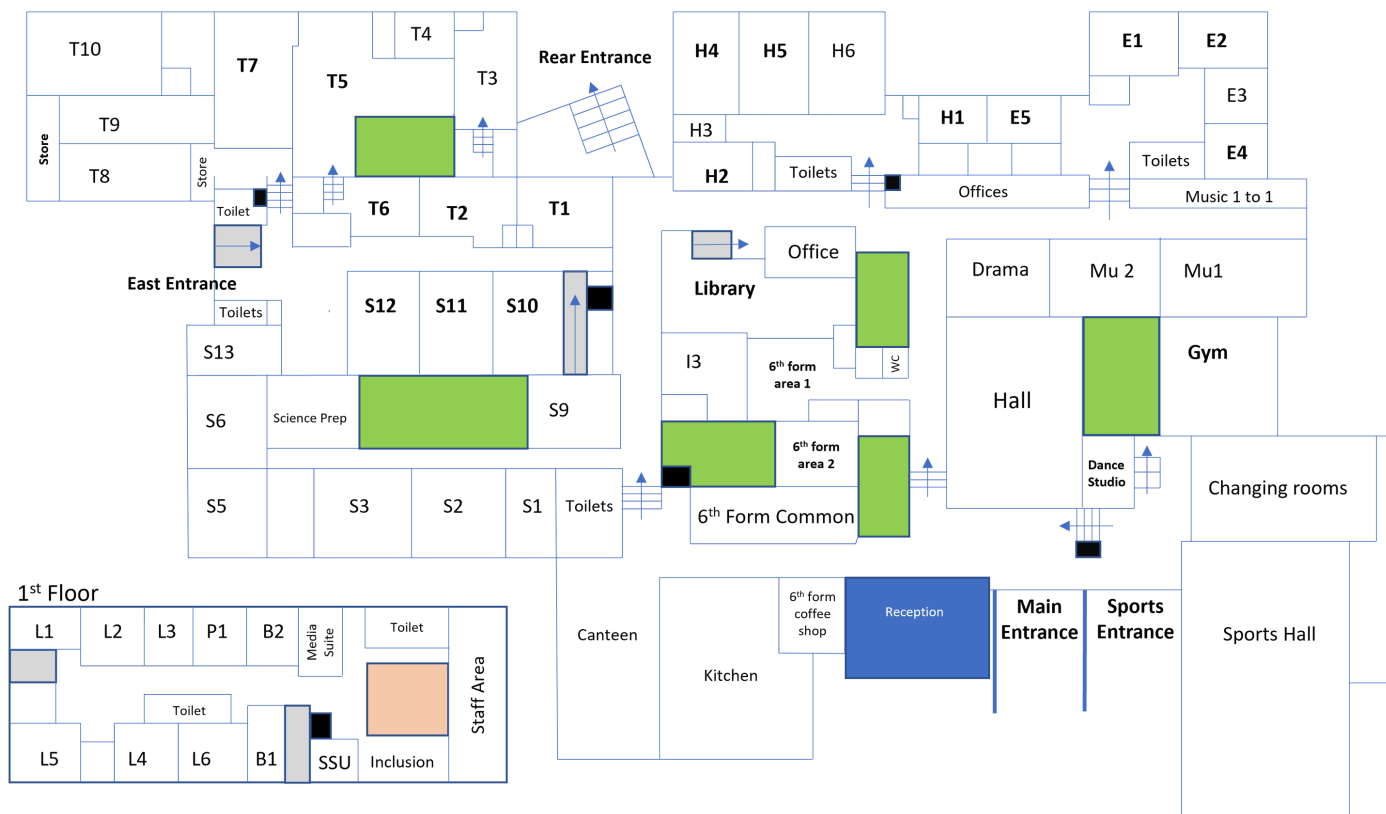 T10
T7
T5
T4
T3
Rear Entrance
H4
H5
H6
E1
E2
E3
E4
T9
T8
Store
Store
H3
H1
E5
H2
Toilets
Offices
Toilets
Music 1 to 1
Toilet
T6
T2
T1
East Entrance
Toilets
S13
S12
S11
S10
Library
Office
I3
6th form
area 1
WC
Drama
Mu 2
Mu1
Gym
Hall
S6
Science Prep
S9
6th form
area 2
Dance
Studio
Changing rooms
S5
S3
S2
S1
Toilets
6th Form Common
1st Floor
L1
L2
L3
P1
B2
Media
Suite
Toilet
Staff Area
Toilet
L5
L4
L6
B1
SSU
Inclusion
Canteen
Kitchen
6th form
coffee
shop
Reception
Main
Entrance
Sports
Entrance
Sports Hall